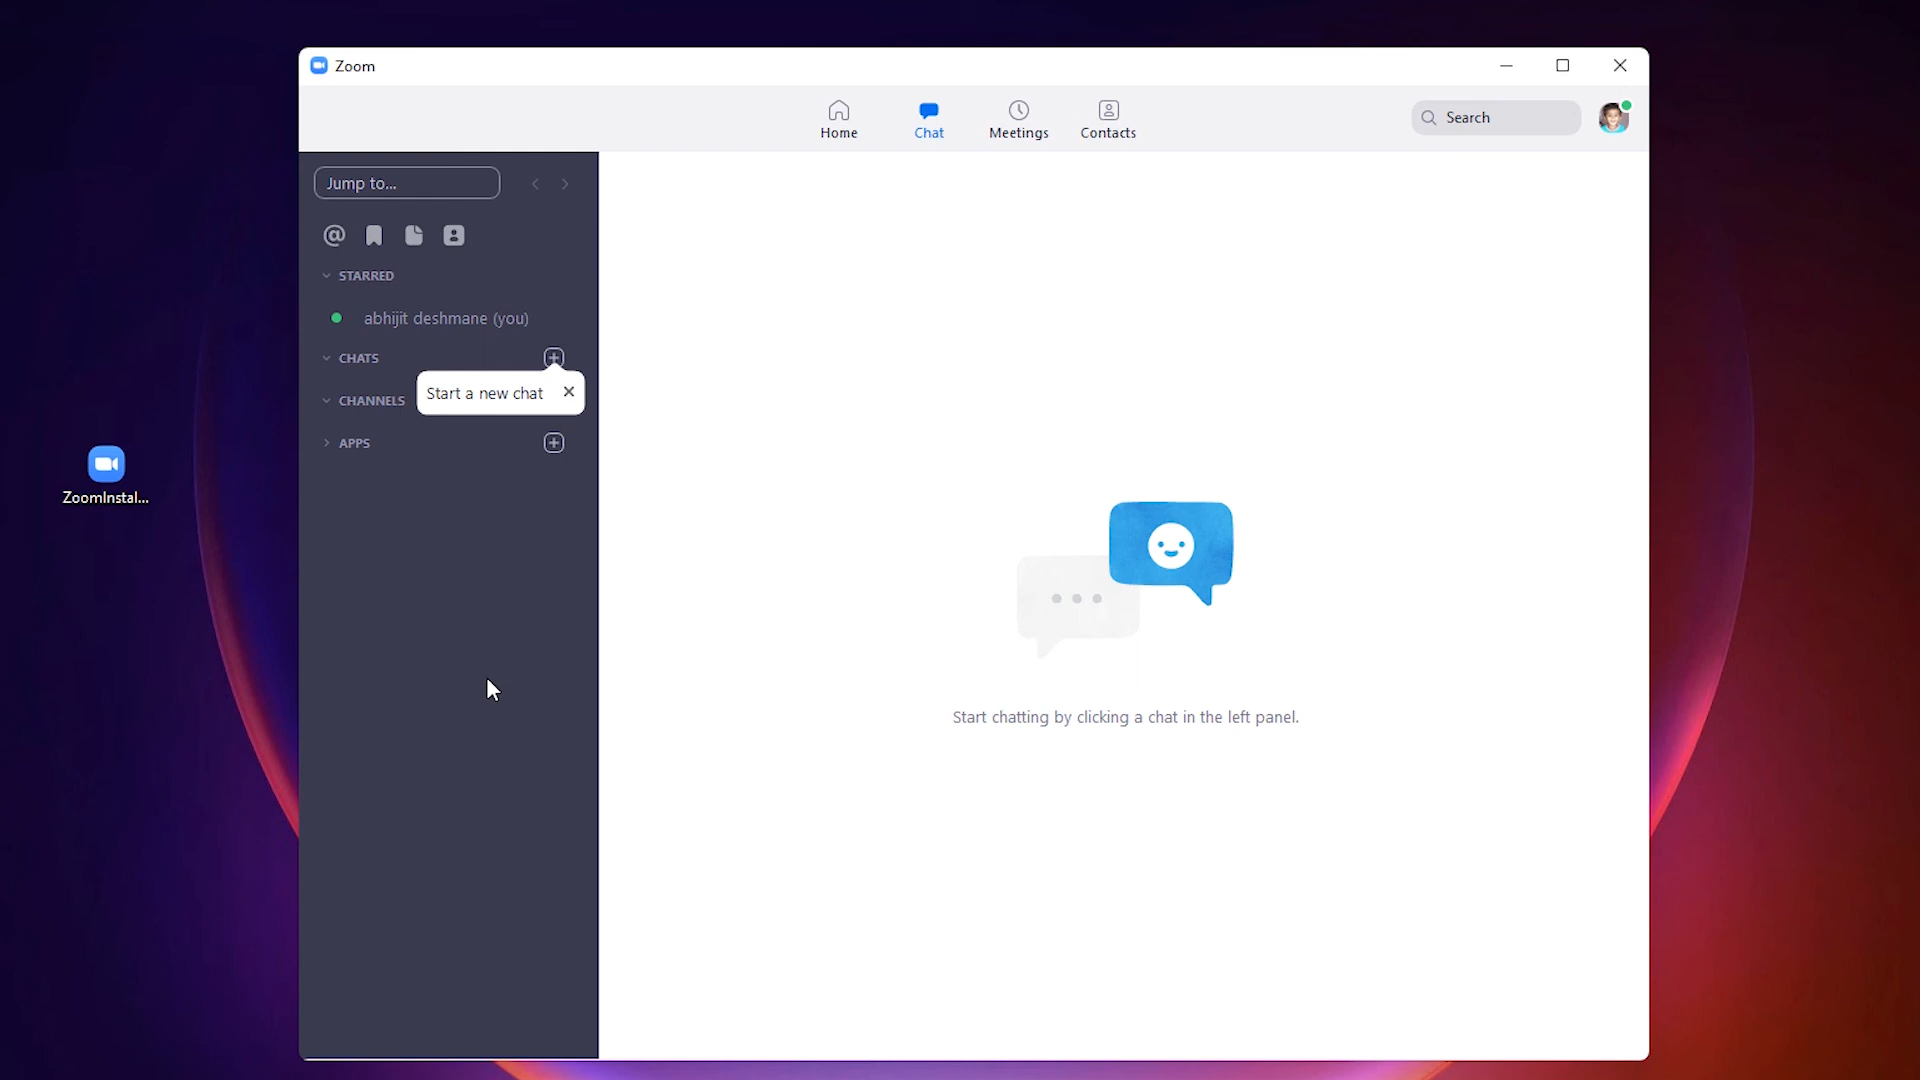 Zoom
Home
Chat
Meetings
Contacts
Search
Jump to...
@
STARRED
abhijit deshmane (you)
CHATS
Start a new chat
CHANNELS
APPS
ZoomInstal...
Start chatting by clicking a chat in the left panel.